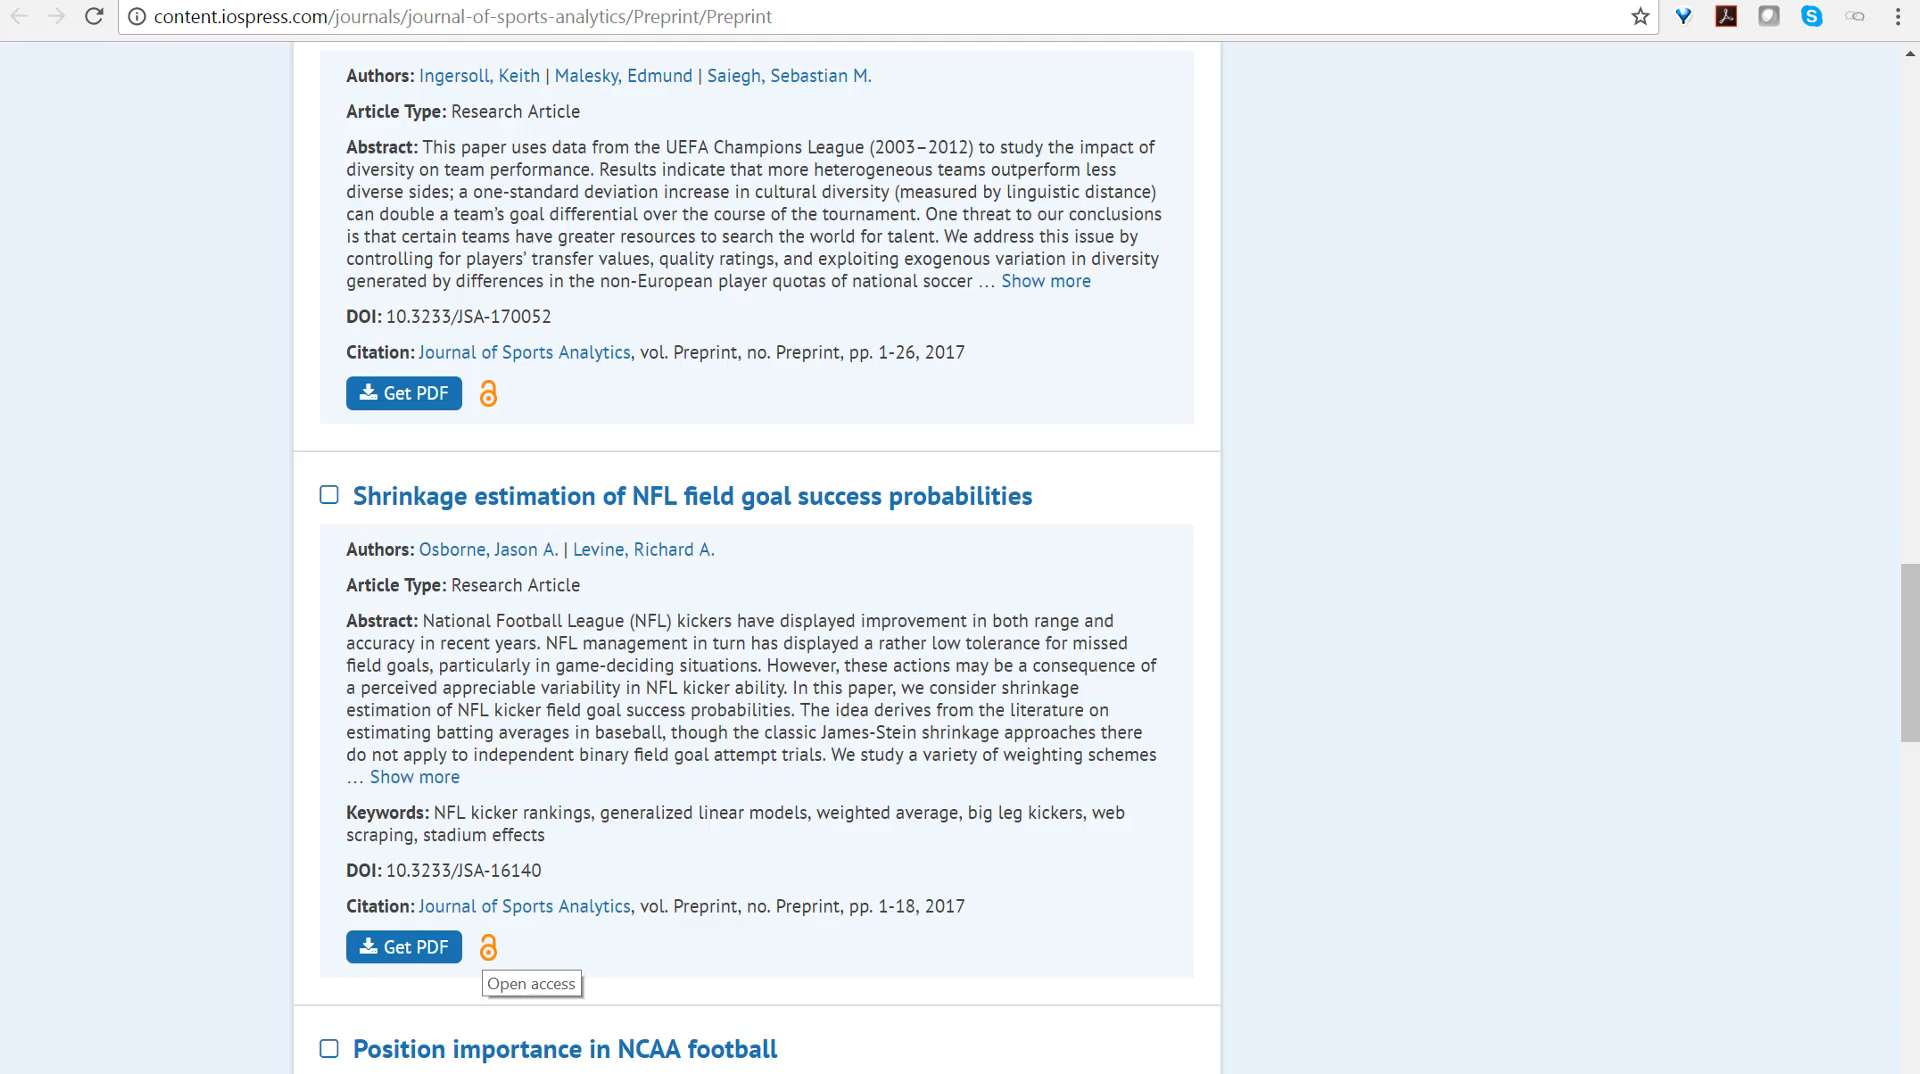 content.iospress.com/journals/journal-of-sports-analytics/Preprint/Preprint
Authors: Ingersoll, Keith | Malesky, Edmund | Saiegh, Sebastian M.
Article Type: Research Article
Abstract: This paper uses data from the UEFA Champions League (2003–2012) to study the impact of
diversity on team performance. Results indicate that more heterogeneous teams outperform less
diverse sides; a one-standard deviation increase in cultural diversity (measured by linguistic distance)
can double a team’s goal differential over the course of the tournament. One threat to our conclusions
is that certain teams have greater resources to search the world for talent. We address this issue by
controlling for players’ transfer values, quality ratings, and exploiting exogenous variation in diversity
generated by differences in the non-European player quotas of national soccer … Show more
DOI: 10.3233/JSA-170052
Citation: Journal of Sports Analytics, vol. Preprint, no. Preprint, pp. 1-26, 2017
Get PDF
Shrinkage estimation of NFL field goal success probabilities
Authors: Osborne, Jason A. | Levine, Richard A.
Article Type: Research Article
Abstract: National Football League (NFL) kickers have displayed improvement in both range and
accuracy in recent years. NFL management in turn has displayed a rather low tolerance for missed
field goals, particularly in game-deciding situations. However, these actions may be a consequence of
a perceived appreciable variability in NFL kicker ability. In this paper, we consider shrinkage
estimation of NFL kicker field goal success probabilities. The idea derives from the literature on
estimating batting averages in baseball, though the classic James-Stein shrinkage approaches there
do not apply to independent binary field goal attempt trials. We study a variety of weighting schemes
… Show more
Keywords: NFL kicker rankings, generalized linear models, weighted average, big leg kickers, web
scraping, stadium effects
DOI: 10.3233/JSA-16140
Citation: Journal of Sports Analytics, vol. Preprint, no. Preprint, pp. 1-18, 2017
Get PDF
Open access
Position importance in NCAA football